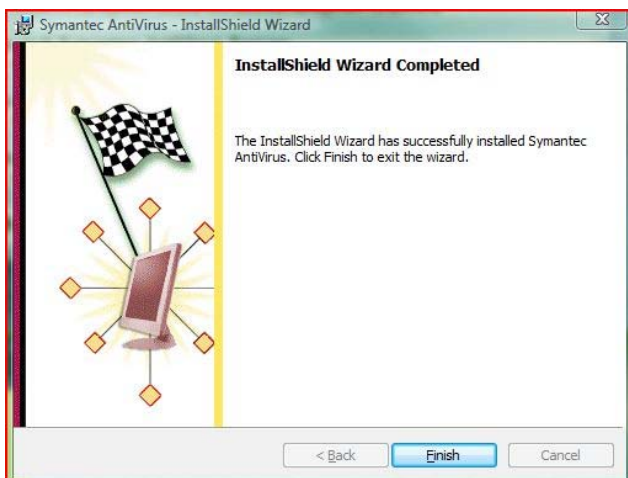 Symantec AntiVirus - InstallShield Wizard
InstallShield Wizard Completed
The InstallShield Wizard has successfully installed Symantec
AntiVirus. Click Finish to exit the wizard.
< Back
Finish
Cancel